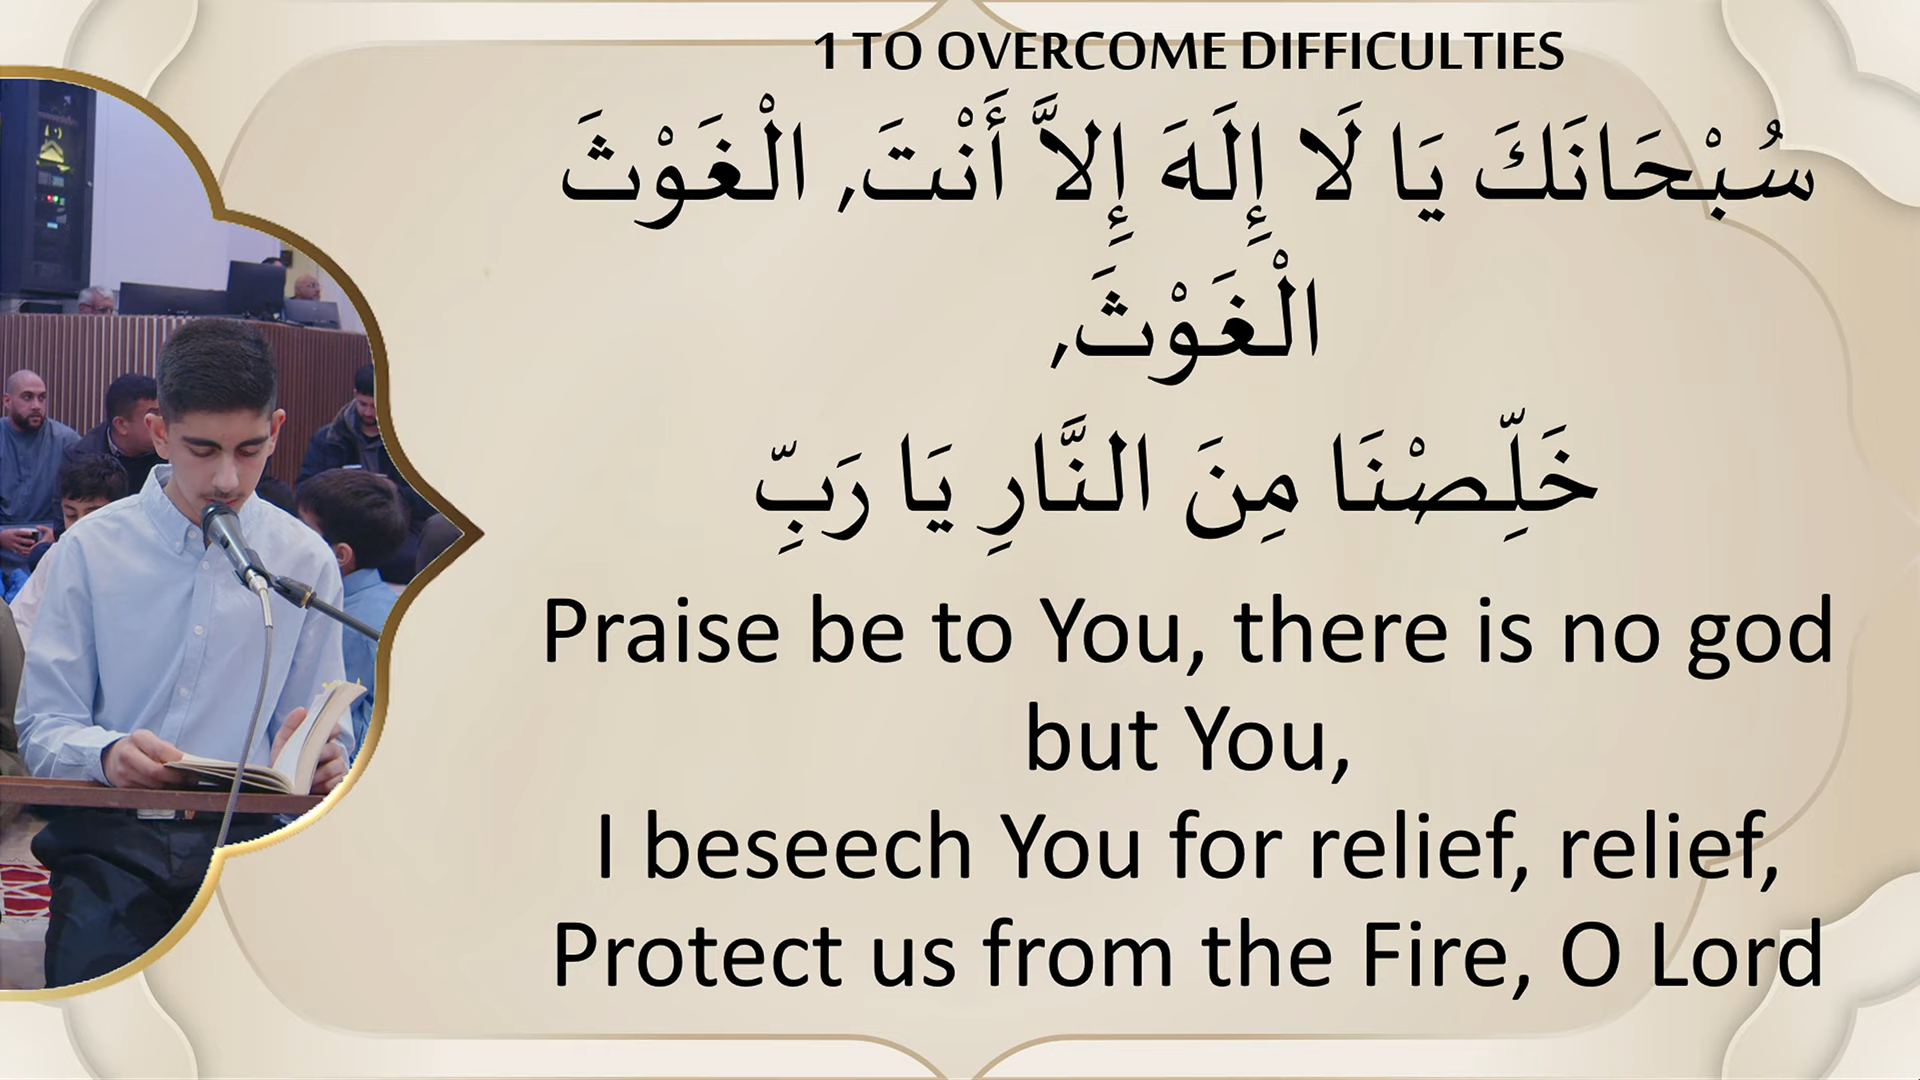 1 TO OVERCOME DIFFICULTIES
سُبْحَانَكَ يَا لَا إِلَهَ إِلاَّ أَنْتَ, الْغَوْثَ
الْغَوْثَ,
خَلِّصْنَا مِنَ النَّارِ يَا رَبِّ
Praise be to You, there is no god
but You,
I beseech You for relief, relief,
Protect us from the Fire, O Lord